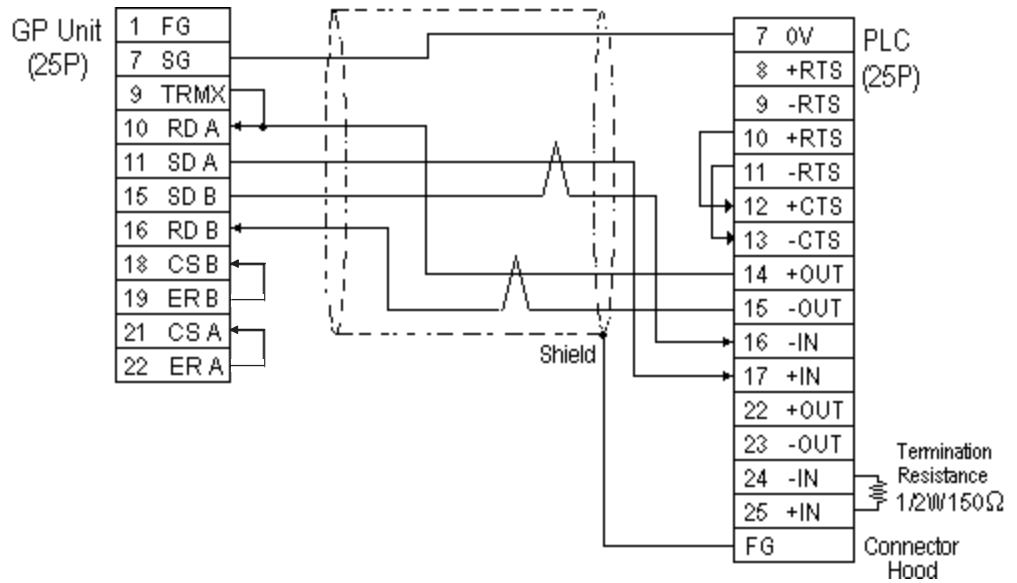 GP Unit
(25P)
1 FG
7 SG
9 TRMX
10 RD A
11 SD A
15 SD B
16 RD B
18 CS B
19 ER B
21 CS A
22 ER A
Shield
7 0V
8 +RTS
9 -RTS
10 +RTS
11 -RTS
12 +CTS
13 -CTS
14 +OUT
15 -OUT
16 -IN
17 +IN
22 +OUT
23 -OUT
24 -IN
25 +IN
FG
PLC
(25P)
Termination
Resistance
1/2W150Ω
Connector
Hood